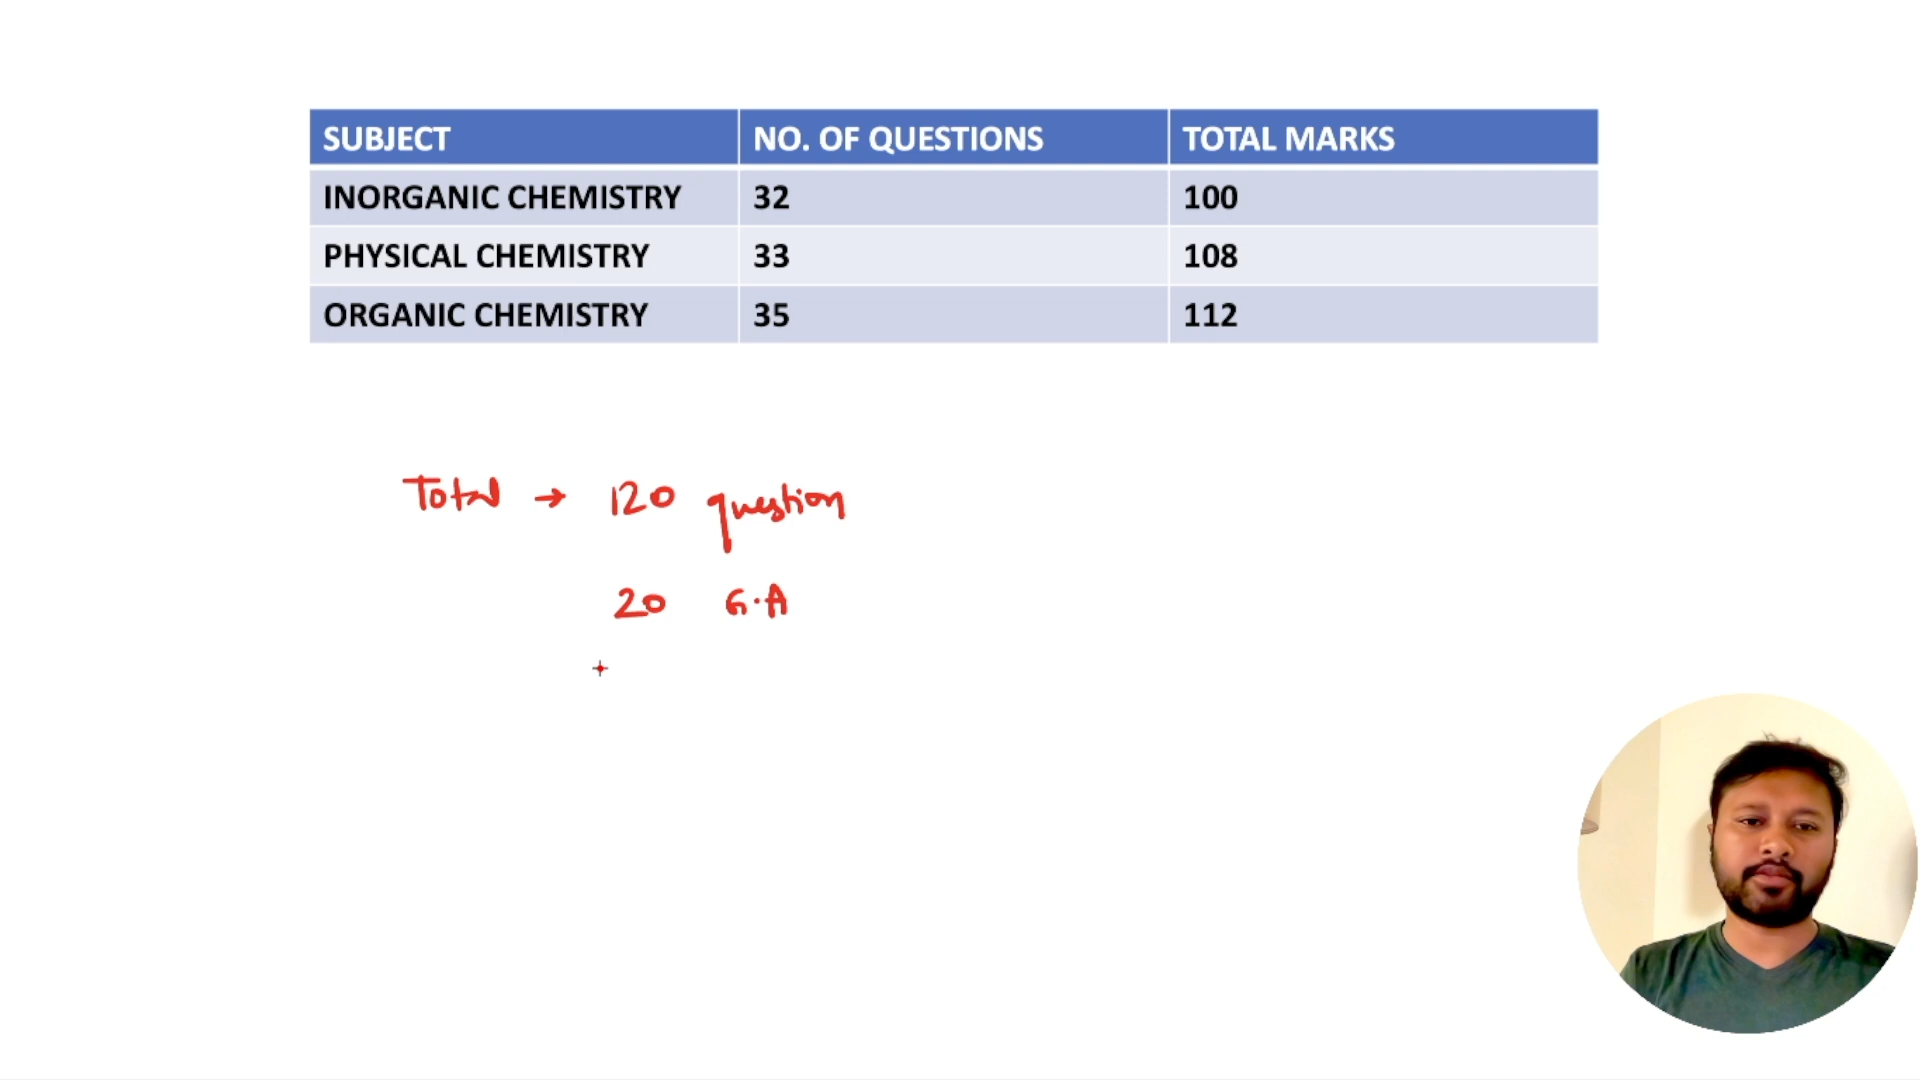 SUBJECT NO. OF QUESTIONS TOTAL MARKS
INORGANIC CHEMISTRY 32 100
PHYSICAL CHEMISTRY 33 108
ORGANIC CHEMISTRY 35 112
Total → 120 question
20 G.A